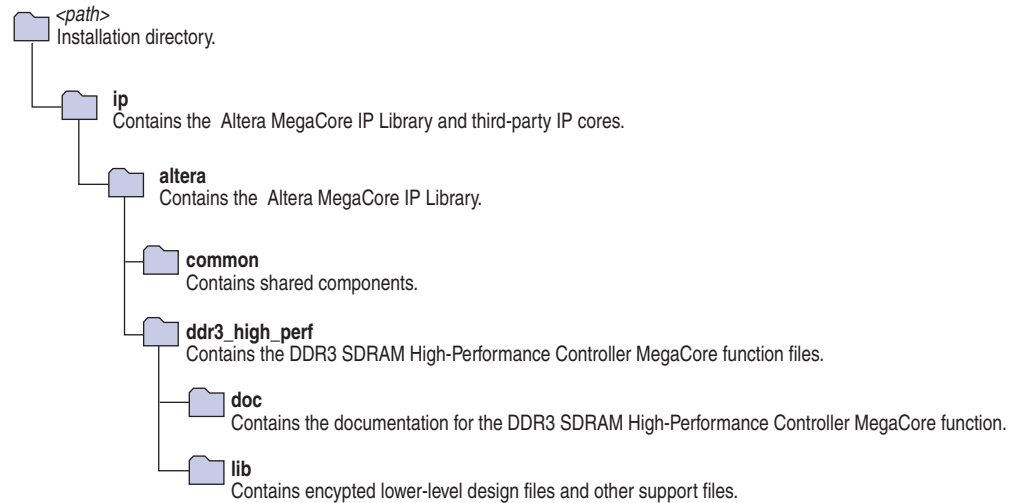 <path>
Installation directory.
ip
Contains the Altera MegaCore IP Library and third-party IP cores.
altera
Contains the Altera MegaCore IP Library.
common
Contains shared components.
ddr3_high_perf
Contains the DDR3 SDRAM High-Performance Controller MegaCore function files.
doc
Contains the documentation for the DDR3 SDRAM High-Performance Controller MegaCore function.
lib
Contains encypted lower-level design files and other support files.